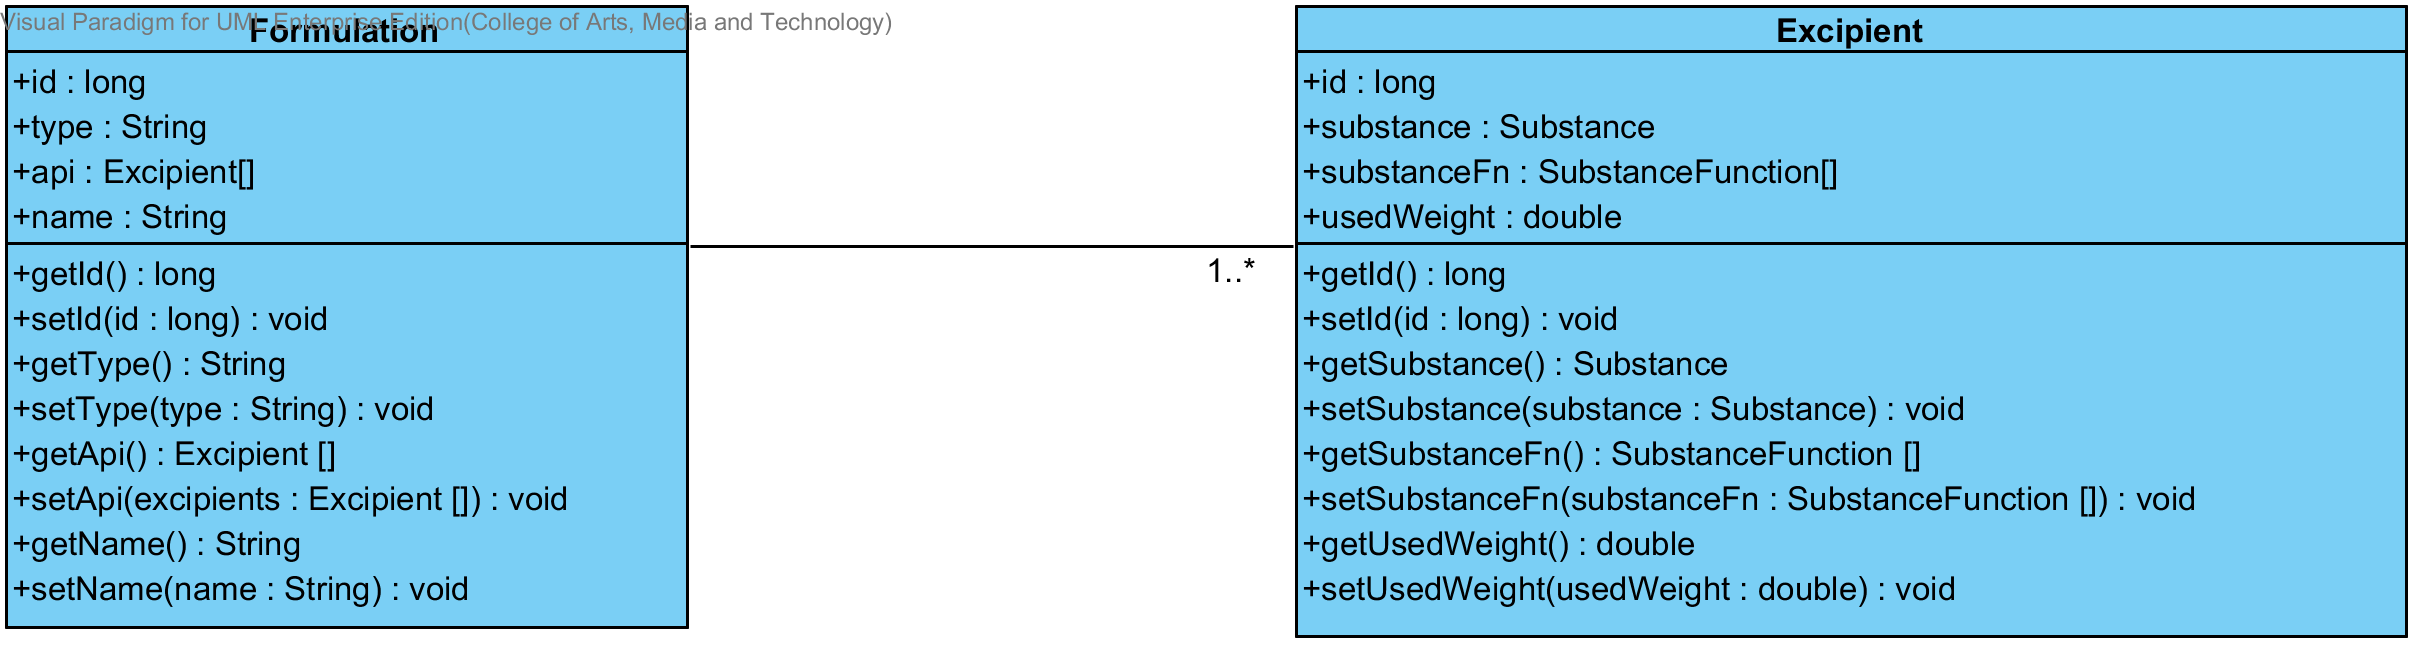 Visual Paradigm for UML Enterprise Edition(College of Arts, Media and Technology)
Formulation
+id : long
+type : String
+api : Excipient[]
+name : String
+getId() : long
+setId(id : long) : void
+getType() : String
+setType(type : String) : void
+getApi() : Excipient []
+setApi(excipients : Excipient []) : void
+getName() : String
+setName(name : String) : void
1..*
Excipient
+id : long
+substance : Substance
+substanceFn : SubstanceFunction[]
+usedWeight : double
+getId() : long
+setId(id : long) : void
+getSubstance() : Substance
+setSubstance(substance : Substance) : void
+getSubstanceFn() : SubstanceFunction []
+setSubstanceFn(substanceFn : SubstanceFunction []) : void
+getUsedWeight() : double
+setUsedWeight(usedWeight : double) : void